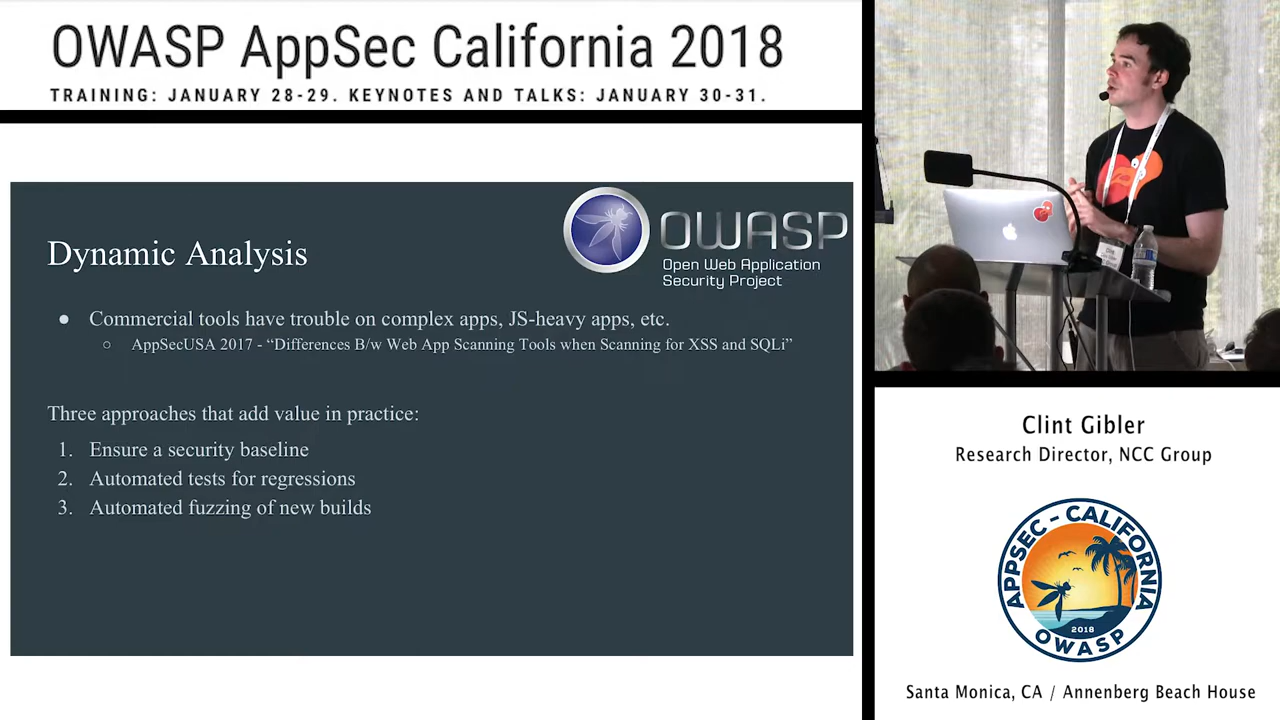 OWASP AppSec California 2018
TRAINING: JANUARY 28-29. KEYNOTES AND TALKS: JANUARY 30-31.
OWASP
Open Web Application
Security Project
Dynamic Analysis
● Commercial tools have trouble on complex apps, JS-heavy apps, etc.
○ AppSecUSA 2017 - “Differences B/w Web App Scanning Tools when Scanning for XSS and SQLi”
Three approaches that add value in practice:
1. Ensure a security baseline
2. Automated tests for regressions
3. Automated fuzzing of new builds
Clint Gibler
Research Director, NCC Group
APPSEC - CALIFORNIA
2018
OWASP
Santa Monica, CA / Annenberg Beach House